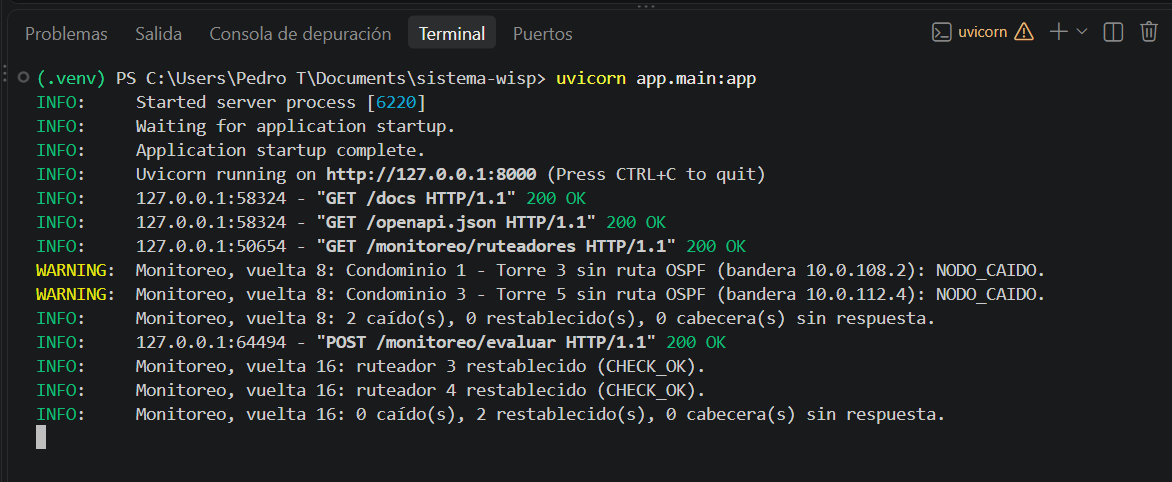 Problemas Salida Consola de depuración Terminal Puertos uvicorn
(.venv) PS C:\Users\Pedro T\Documents\sistema-wisp> uvicorn app.main:app
INFO: Started server process [6220]
INFO: Waiting for application startup.
INFO: Application startup complete.
INFO: Uvicorn running on http://127.0.0.1:8000 (Press CTRL+C to quit)
INFO: 127.0.0.1:58324 - "GET /docs HTTP/1.1" 200 OK
INFO: 127.0.0.1:58324 - "GET /openapi.json HTTP/1.1" 200 OK
INFO: 127.0.0.1:50654 - "GET /monitoreo/ruteadores HTTP/1.1" 200 OK
WARNING: Monitoreo, vuelta 8: Condominio 1 - Torre 3 sin ruta OSPF (bandera 10.0.108.2): NODO_CAIDO.
WARNING: Monitoreo, vuelta 8: Condominio 3 - Torre 5 sin ruta OSPF (bandera 10.0.112.4): NODO_CAIDO.
INFO: Monitoreo, vuelta 8: 2 caído(s), 0 restablecido(s), 0 cabecera(s) sin respuesta.
INFO: 127.0.0.1:64494 - "POST /monitoreo/evaluar HTTP/1.1" 200 OK
INFO: Monitoreo, vuelta 16: ruteador 3 restablecido (CHECK_OK).
INFO: Monitoreo, vuelta 16: ruteador 4 restablecido (CHECK_OK).
INFO: Monitoreo, vuelta 16: 0 caído(s), 2 restablecido(s), 0 cabecera(s) sin respuesta.